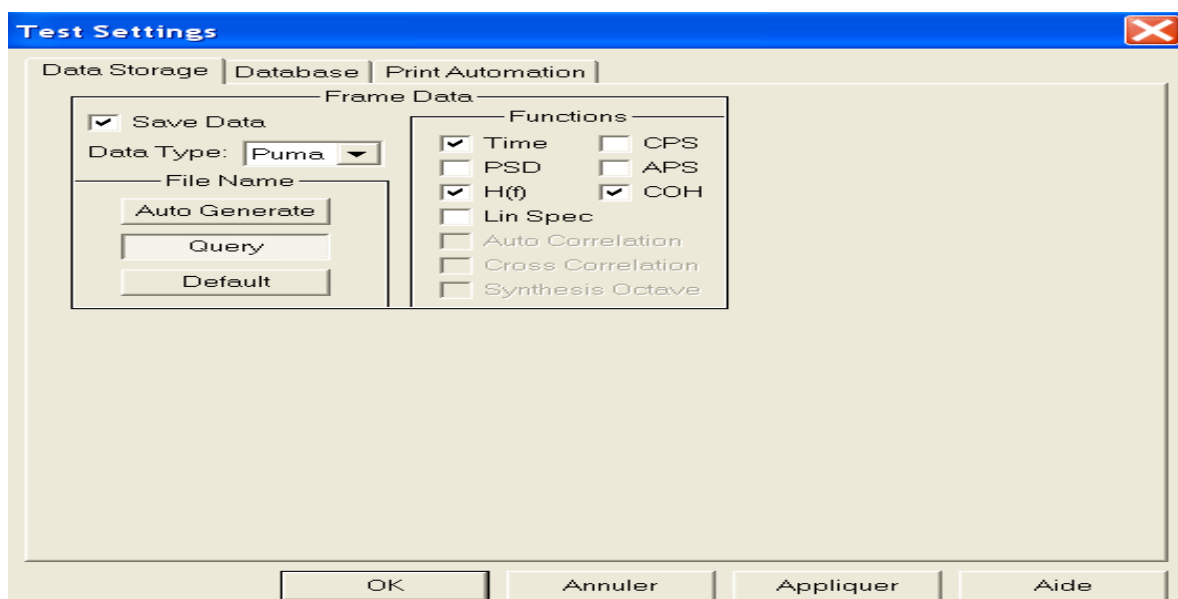 Test Settings
Data Storage
Database
Print Automation
Frame Data
Save Data
Data Type: Puma
File Name
Auto Generate
Query
Default
Functions
Time
CPS
PSD
APS
H(f)
COH
Lin Spec
Auto Correlation
Cross Correlation
Synthesis Octave
OK
Annuler
Appliquer
Aide